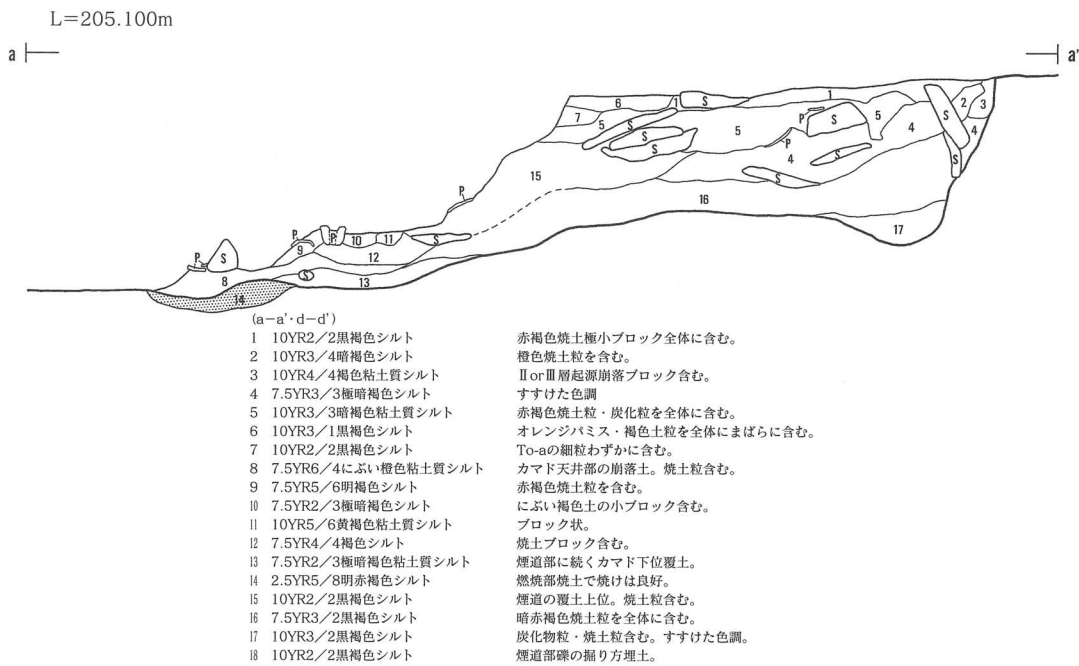 L=205.100m
a a'
1
6 1 S
2 3
7 5 S P S 5 4 S 4
S 5 P
S 4 S S
15 S
P 16
17
P P 10 11 S
P S 9 12
8 S 13
14
(a−a'・d−d')
1 10YR2／2黒褐色シルト 赤褐色焼土極小ブロック全体に含む。
2 10YR3／4暗褐色シルト 橙色焼土粒を含む。
3 10YR4／4褐色粘土質シルト ⅡorⅢ層起源崩落ブロック含む。
4 7.5YR3／3極暗褐色シルト すすけた色調
5 10YR3／3暗褐色粘土質シルト 赤褐色焼土粒・炭化粒を全体に含む。
6 10YR3／1黒褐色シルト オレンジパミス・褐色土粒を全体にまばらに含む。
7 10YR2／2黒褐色シルト To-aの細粒わずかに含む。
8 7.5YR6／4にぶい橙色粘土質シルト カマド天井部の崩落土。焼土粒含む。
9 7.5YR5／6明褐色シルト 赤褐色焼土粒を含む。
10 7.5YR2／3極暗褐色シルト にぶい褐色土の小ブロック含む。
11 10YR5／6黄褐色粘土質シルト ブロック状。
12 7.5YR4／4褐色シルト 焼土ブロック含む。
13 7.5YR2／3極暗褐色粘土質シルト 煙道部に続くカマド下位覆土。
14 2.5YR5／8明赤褐色シルト 燃焼部焼土で焼けは良好。
15 10YR2／2黒褐色シルト 煙道の覆土上位。焼土粒含む。
16 7.5YR3／2黒褐色シルト 暗赤褐色焼土粒を全体に含む。
17 10YR3／2黒褐色シルト 炭化物粒・焼土粒含む。すすけた色調。
18 10YR2／2黒褐色シルト 煙道部礫の掘り方埋土。